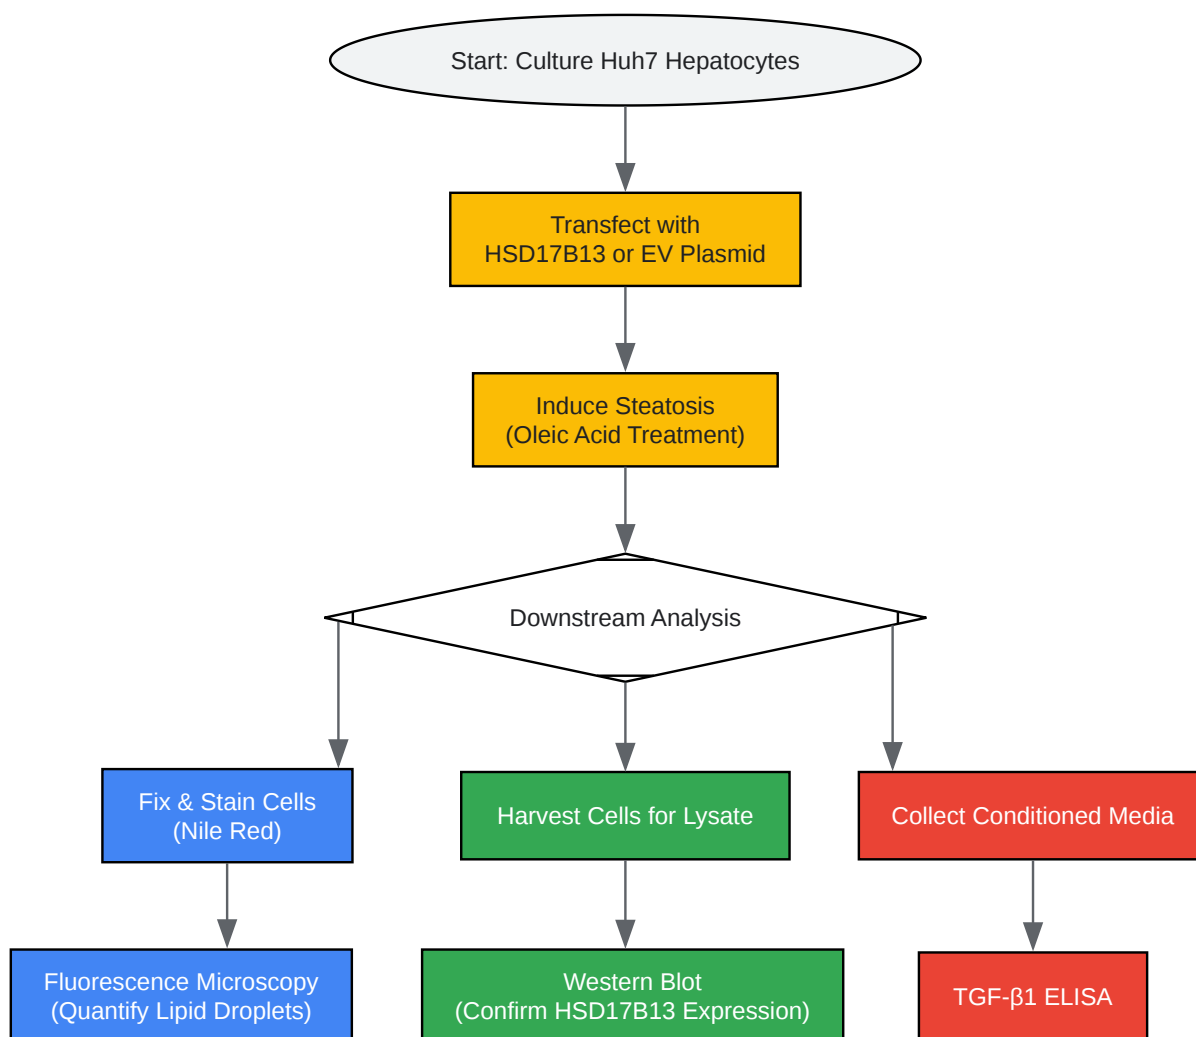 Start: Culture Huh7 Hepatocytes
Transfect with
HSD17B13 or EV Plasmid
Induce Steatosis
(Oleic Acid Treatment)
Downstream Analysis
Fix & Stain Cells
(Nile Red)
Harvest Cells for Lysate
Collect Conditioned Media
Fluorescence Microscopy
(Quantify Lipid Droplets)
Western Blot
(Confirm HSD17B13 Expression)
TGF-β1 ELISA